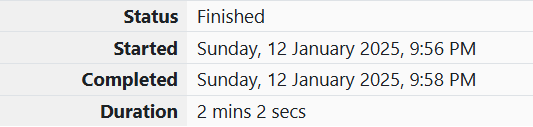 Status Finished
Started Sunday, 12 January 2025, 9:56 PM
Completed Sunday, 12 January 2025, 9:58 PM
Duration 2 mins 2 secs